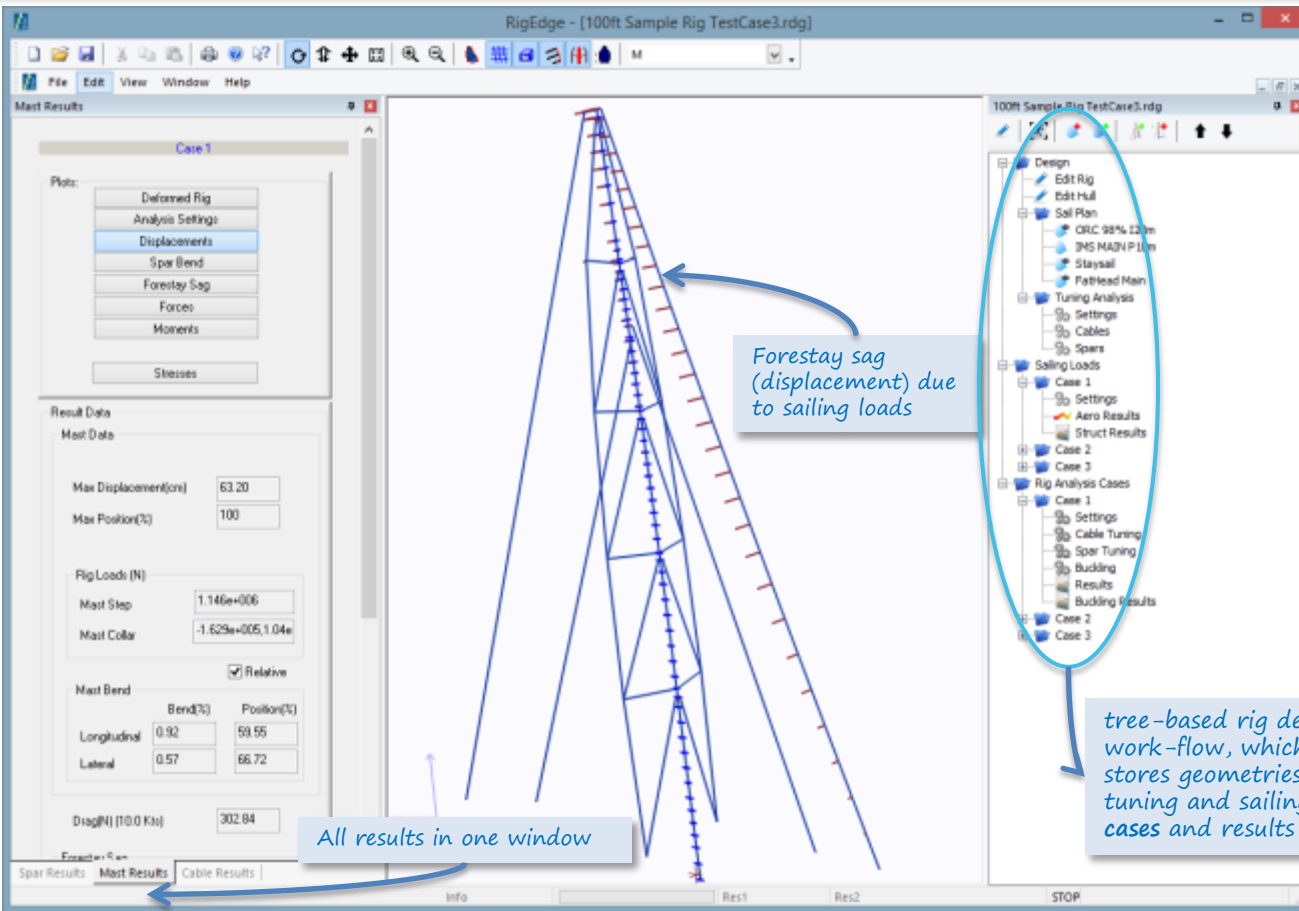 RigEdge - [100ft Sample Rig TestCase3.rdg]
M
File Edit View Window Help
Mast Results
Case 1
Plots:
Deformed Rig
Analysis Settings
Displacements
Spar Bend
Forestay Sag
Forces
Moments
Stresses
Result Data
Mast Data
Max Displacement(cm) 63.20
Max Position(%) 100
Rig Loads (N)
Mast Step 1.146e+006
Mast Collar -1.629e+005,1.04e
Relative
Mast Bend
Bend(%) Position(%)
Longitudinal 0.92 59.55
Lateral 0.57 66.72
Drag(N) (10.0 Kts) 302.84
Forestay Sag
Spar Results Mast Results Cable Results
All results in one window
Forestay sag
(displacement) due
to sailing loads
100ft Sample Rig TestCase3.rdg
Design
Edit Rig
Edit Hull
Sail Plan
ORC 98%
IMS MAIN
Staysail
FatHead Main
Tuning Analysis
Settings
Cables
Spars
Sailing Loads
Case 1
Settings
Aero Results
Struct Results
Case 2
Case 3
Rig Analysis Cases
Case 1
Settings
Cable Tuning
Spar Tuning
Buckling
Results
Buckling Results
Case 2
Case 3
tree-based rig de
work-flow, which
stores geometries
tuning and sailing
cases and results
Info Res1 Res2 STOP